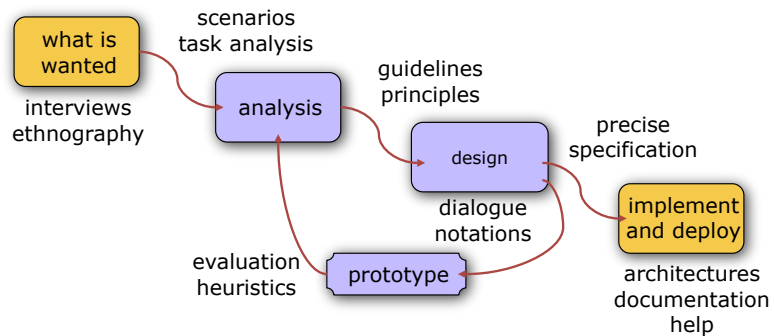 what is
wanted
interviews
ethnography
scenarios
task analysis
analysis
guidelines
principles
design
dialogue
notations
precise
specification
implement
and deploy
architectures
documentation
help
evaluation
heuristics
prototype